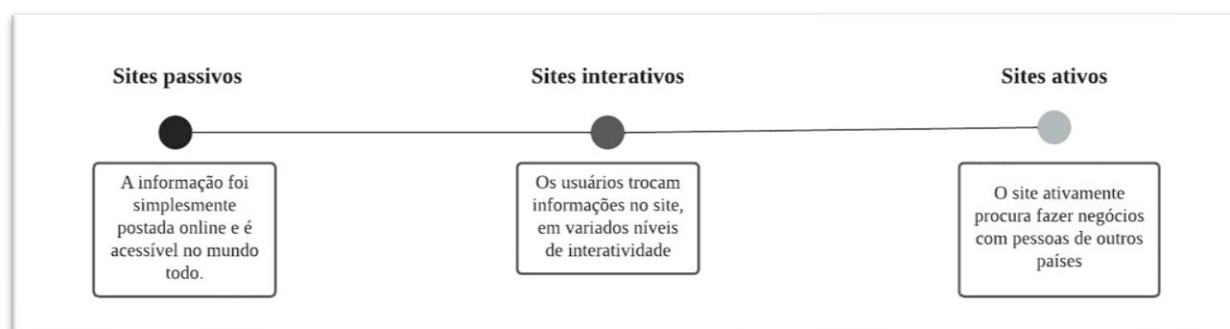 Sites passivos
A informação foi
simplesmente
postada online e é
acessível no mundo
todo.
Sites interativos
Os usuários trocam
informações no site,
em variados níveis
de interatividade
Sites ativos
O site ativamente
procura fazer negócios
com pessoas de outros
países